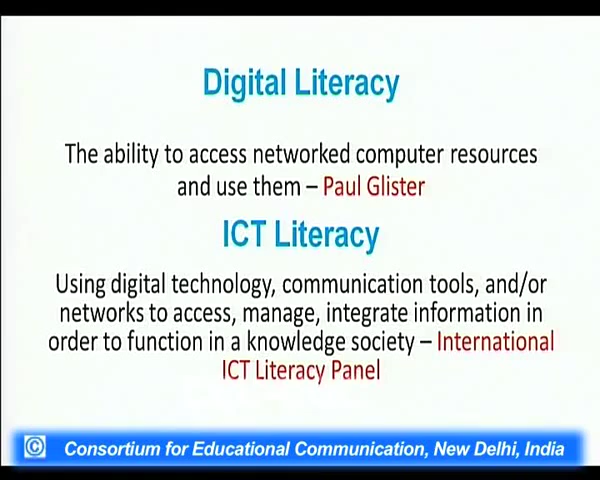 Digital Literacy
The ability to access networked computer resources
and use them – Paul Glister
ICT Literacy
Using digital technology, communication tools, and/or
networks to access, manage, integrate information in
order to function in a knowledge society – International
ICT Literacy Panel
© Consortium for Educational Communication, New Delhi, India